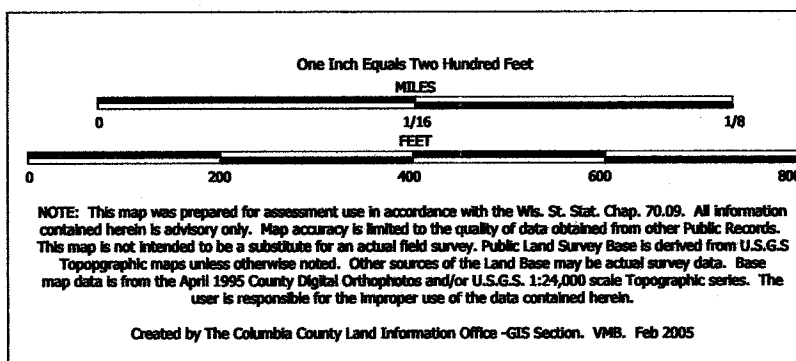 One Inch Equals Two Hundred Feet
MILES
0 1/16 1/8
FEET
0 200 400 600 800
NOTE: This map was prepared for assessment use in accordance with the Wis. St. Stat. Chap. 70.09. All information
contained herein is advisory only. Map accuracy is limited to the quality of data obtained from other Public Records.
This map is not intended to be a substitute for an actual field survey. Public Land Survey Base is derived from U.S.G.S
Topopgraphic maps unless otherwise noted. Other sources of the Land Base may be actual survey data. Base
map data is from the April 1995 County Digital Orthophotos and/or U.S.G.S. 1:24,000 scale Topographic series. The
user is responsible for the improper use of the data contained herein.
Created by The Columbia County Land Information Office -GIS Section. VMB. Feb 2005